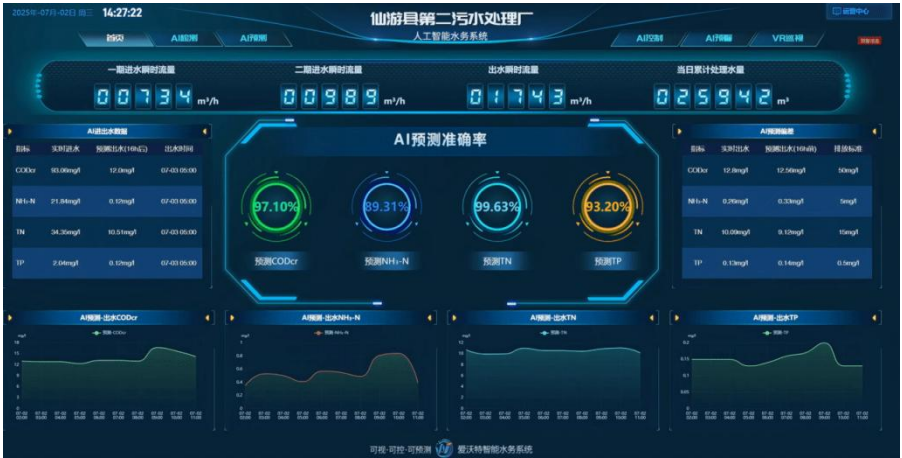 2025年-07月-02日 周三 14:27:22
仙游县第二污水处理厂
人工智能水务系统
运营中心
首页
AI预测
AI控制
AI预警
VR巡视
一期进水瞬时流量
二期进水瞬时流量
出水瞬时流量
当日累计处理水量
00734 m³/h
00989 m³/h
01743 m³/h
025942 m³
AI进出水数据
指标 实时进水 预测出水(16h后) 出水时间
CODcr 93.06mg/l 12.0mg/l 07-03 05:00
NH₃-N 21.84mg/l 0.12mg/l 07-03 05:00
TN 34.35mg/l 10.51mg/l 07-03 05:00
TP 2.04mg/l 0.12mg/l 07-03 05:00
AI预测准确率
97.10%
89.31%
99.63%
93.20%
预测CODcr
预测NH₃-N
预测TN
预测TP
AI预测偏差
指标 实时出水 预测出水(16h前) 排放标准
CODcr 12.8mg/l 12.56mg/l 50mg/l
NH₃-N 0.29mg/l 0.33mg/l 5mg/l
TN 10.09mg/l 9.12mg/l 15mg/l
TP 0.13mg/l 0.14mg/l 0.5mg/l
AI预测-出水CODcr
预测-CODcr
AI预测-出水NH₃-N
预测-NH₃-N
AI预测-出水TN
预测-TN
AI预测-出水TP
预测-TP
可视·可控·可预测 爱沃特智能水务系统